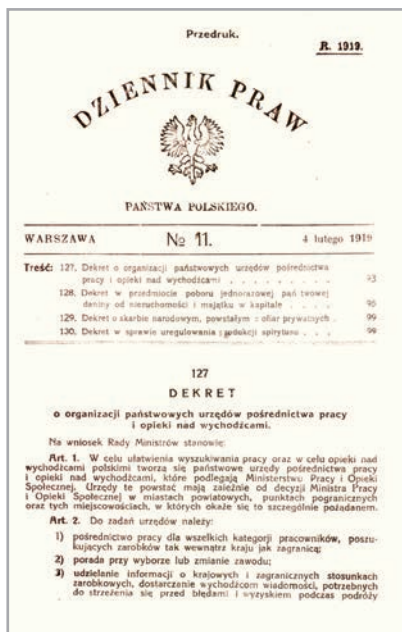 Przedruk.
R. 1919.
DZIENNIK PRAW
PAŃSTWA POLSKIEGO.
WARSZAWA № 11. 4 lutego 1919
Treść: 127. Dekret o organizacji państwowych urzędów pośrednictwa
pracy i opieki nad wychodźcami . . . . . . . . . 93
128. Dekret w przedmiocie poboru jednorazowej państwowej
daniny od nieruchomości i majątku w kapitale . . . . 95
129. Dekret o skarbie narodowym, powstałym z ofiar prywatnych . 99
130. Dekret w sprawie uregulowania produkcji spirytusu . . . 99
127
DEKRET
o organizacji państwowych urzędów pośrednictwa pracy
i opieki nad wychodźcami.
Na wniosek Rady Ministrów stanowię:
Art. 1. W celu ułatwienia wyszukiwania pracy oraz w celu opieki nad
wychodźcami polskimi tworzą się państwowe urzędy pośrednictwa pracy
i opieki nad wychodźcami, które podlegają Ministerstwu Pracy i Opieki
Społecznej. Urzędy te powstać mają zależnie od decyzji Ministra Pracy
i Opieki Społecznej w miastach powiatowych, punktach pogranicznych
oraz tych miejscowościach, w których okaże się to szczególnie pożądanem.
Art. 2. Do zadań urzędów należy:
1) pośrednictwo pracy dla wszelkich kategorji pracowników, poszu-
kujących zarobków tak wewnątrz kraju jak zagranicą;
2) porada przy wyborze lub zmianie zawodu;
3) udzielanie informacji o krajowych i zagranicznych stosunkach
zarobkowych, dostarczanie wychodźcom wiadomości, potrzebnych
do strzeżenia się przed błędami i wyzyskiem podczas podróży